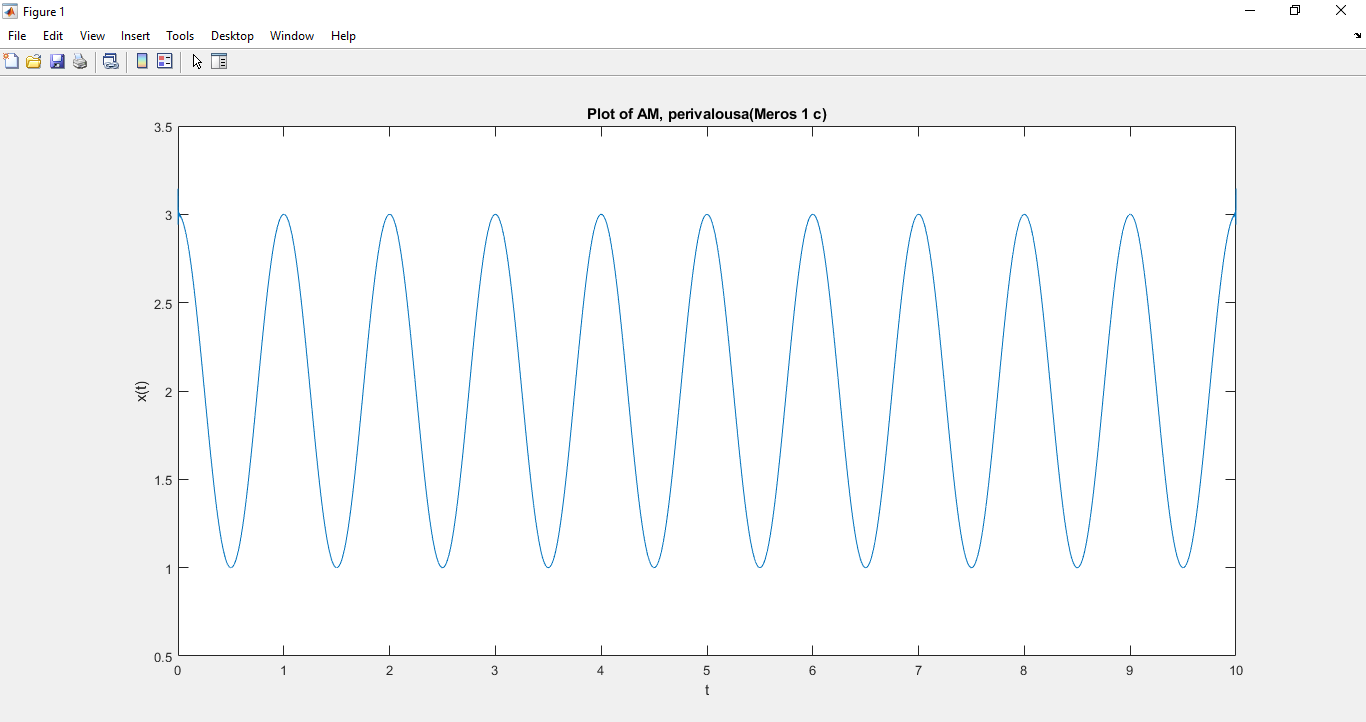 Figure 1
File Edit View Insert Tools Desktop Window Help
Plot of AM, perivalousa(Meros 1 c)
3.5
3
2.5
2
1.5
1
0.5
x(t)
0 1 2 3 4 5 6 7 8 9 10
t